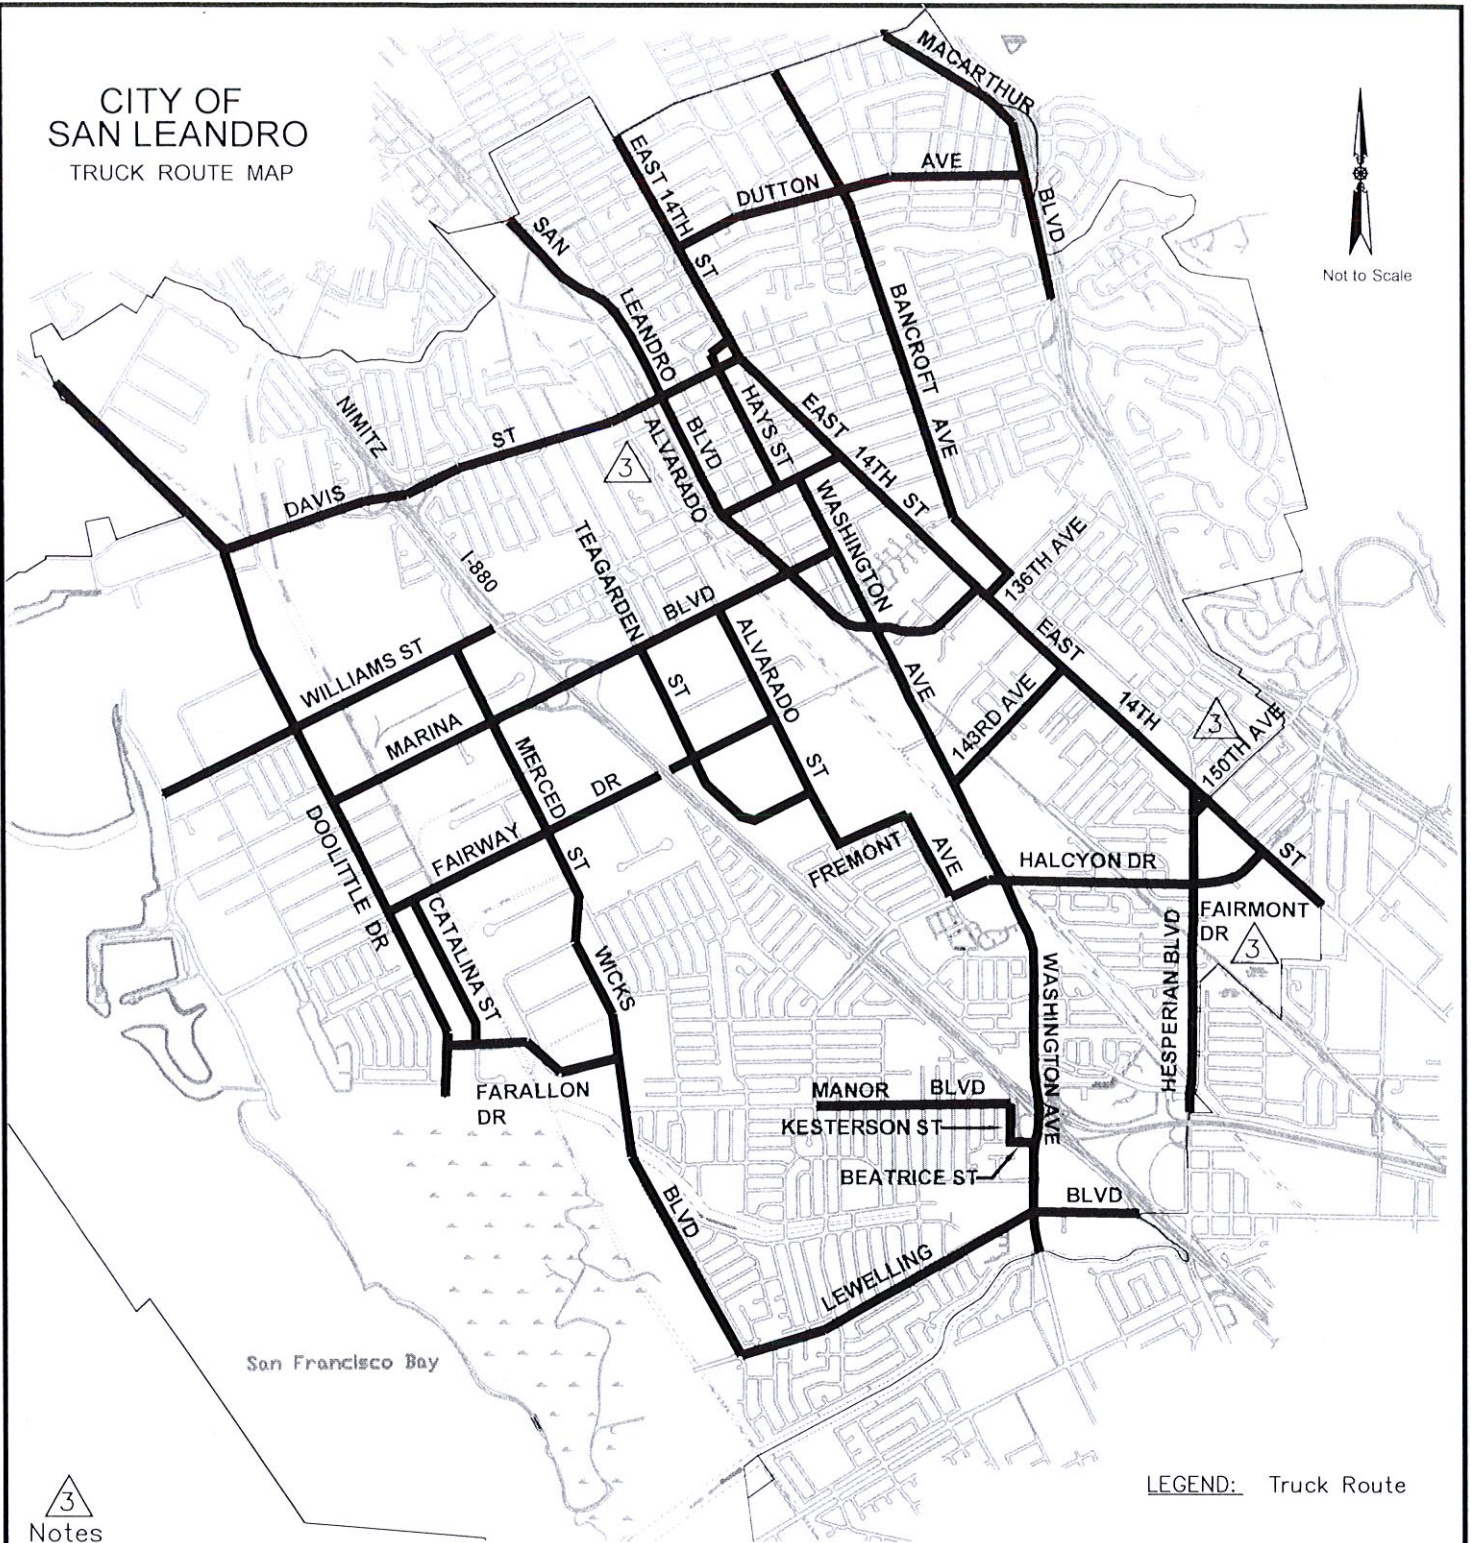 CITY OF
SAN LEANDRO
TRUCK ROUTE MAP
Not to Scale
MACARTHUR
BLVD
EAST 14TH
ST
DUTTON
AVE
SAN
LEANDRO
BLVD
BANCROFT
AVE
HAYS ST
EAST
14TH
ST
NIMITZ
ST
DAVIS
ALVARADO
3
WASHINGTON
136TH AVE
TEAGARDEN
ST
I-880
BLVD
MARINA
WILLIAMS ST
ALVARADO
ST
AVE
EAST
14TH
ST
143RD AVE
3
150TH AVE
MERCED
ST
DR
FAIRWAY
DOOLITTLE DR
FREMONT
AVE
HALCYON DR
FAIRMONT
DR
3
CATALINA ST
WICKS
BLVD
WASHINGTON AVE
HESPERIAN BLVD
FARALLON
DR
MANOR
BLVD
KESTERSON ST
BEATRICE ST
BLVD
LEWELLING
San Francisco Bay
LEGEND: Truck Route
3
Notes